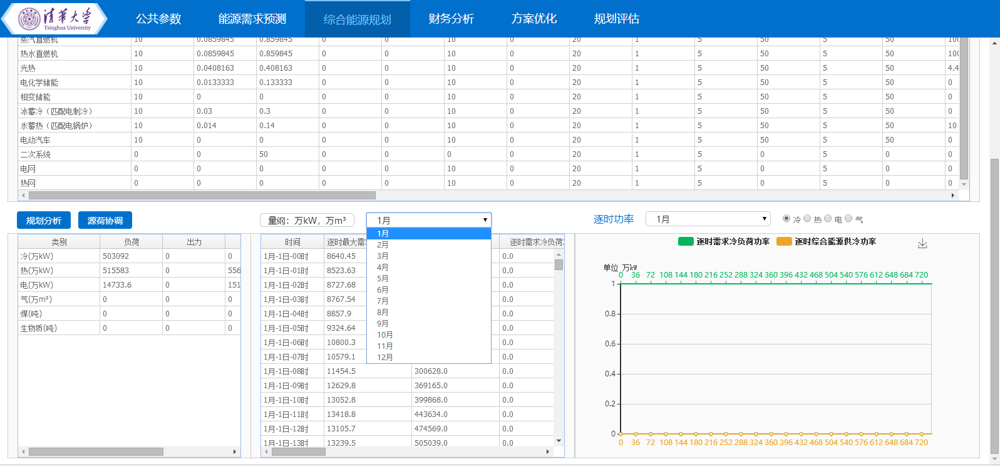 清华大学
Tsinghua University
公共参数 能源需求预测 综合能源规划 财务分析 方案优化 规划评估
蒸汽直燃机 10 0.0859845 0.859845 0 0 10 0 20 1 5 50 5 50 100
热水直燃机 10 0.0859845 0.859845 0 0 10 0 20 1 5 50 5 50 100
光热 10 0.0408163 0.408163 0 0 10 0 20 1 5 50 5 50 4.4
电化学储能 10 0.0133333 0.133333 0 0 10 0 20 1 5 50 5 50 0
相变储能 10 0 0 0 0 10 0 20 1 5 50 5 50 0
冰蓄冷（匹配电制冷） 10 0.03 0.3 0 0 10 0 20 1 5 50 5 50 0
水蓄热（匹配电锅炉） 10 0.014 0.14 0 0 10 0 20 1 5 50 5 50 10
电动汽车 10 0 0 0 0 10 0 20 1 5 50 5 50 0
二次系统 0 0 50 0 0 0 0 20 1 5 0 5 0 0
电网 0 0 0 0 0 10 0 20 1 5 0 5 0 0
热网 0 0 0 0 0 10 0 20 1 5 0 5 0 0
规划分析 源荷协调
量纲：万kW，万m³ 1月
逐时功率 1月 冷 热 电 气
类别 负荷 出力
冷(万kW) 503092 0 0
热(万kW) 515583 0 556
电(万kW) 14733.6 0 151
气(万m³) 0 0 0
煤(吨) 0 0 0
生物质(吨) 0 0 0
时间 逐时最大需 逐时需求冷负荷
1月-1日-00时 8640.45 0.0
1月-1日-01时 8523.63 0.0
1月-1日-02时 8727.68 0.0
1月-1日-03时 8767.54 0.0
1月-1日-04时 8857.9 0.0
1月-1日-05时 9324.64 0.0
1月-1日-06时 10800.3 0.0
1月-1日-07时 10579.1 0.0
1月-1日-08时 11454.5 300628.0 0.0
1月-1日-09时 12629.8 369165.0 0.0
1月-1日-10时 13052.8 399868.0 0.0
1月-1日-11时 13418.8 443634.0 0.0
1月-1日-12时 13105.7 474569.0 0.0
1月-1日-13时 13239.5 505039.0 0.0
1月
2月
3月
4月
5月
6月
7月
8月
9月
10月
11月
12月
逐时需求冷负荷功率 逐时综合能源供冷功率
单位 万kW
0 36 72 108 144 180 216 252 288 324 360 396 432 468 504 540 576 612 648 684 720
1
0.8
0.6
0.4
0.2
0
0 36 72 108 144 180 216 252 288 324 360 396 432 468 504 540 576 612 648 684 720